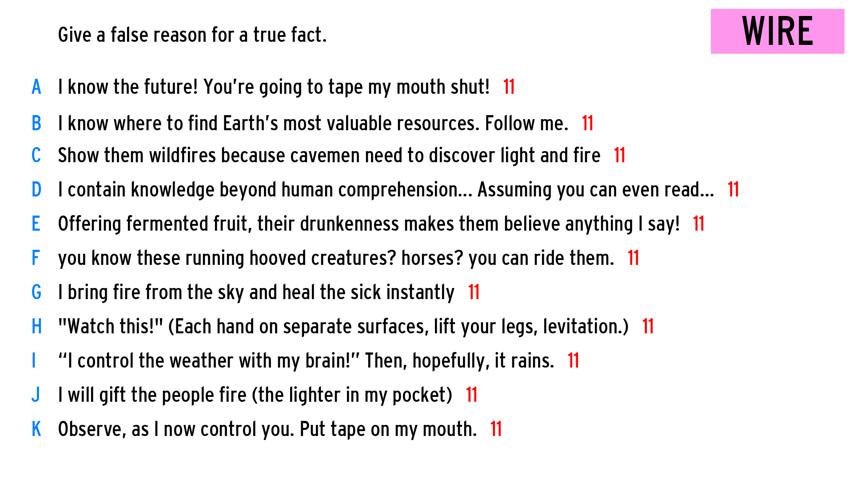 Give a false reason for a true fact.
WIRE
A I know the future! You're going to tape my mouth shut! 11
B I know where to find Earth's most valuable resources. Follow me. 11
C Show them wildfires because cavemen need to discover light and fire 11
D I contain knowledge beyond human comprehension... Assuming you can even read... 11
E Offering fermented fruit, their drunkenness makes them believe anything I say! 11
F you know these running hooved creatures? horses? you can ride them. 11
G I bring fire from the sky and heal the sick instantly 11
H "Watch this!" (Each hand on separate surfaces, lift your legs, levitation.) 11
I “I control the weather with my brain!” Then, hopefully, it rains. 11
J I will gift the people fire (the lighter in my pocket) 11
K Observe, as I now control you. Put tape on my mouth. 11